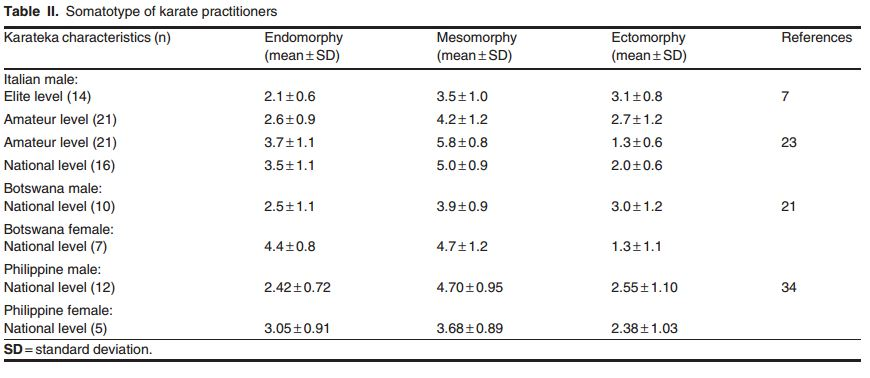 Table II. Somatotype of karate practitioners
Karateka characteristics (n) Endomorphy Mesomorphy Ectomorphy References
(mean±SD) (mean±SD) (mean±SD)
Italian male:
Elite level (14) 2.1±0.6 3.5±1.0 3.1±0.8 7
Amateur level (21) 2.6±0.9 4.2±1.2 2.7±1.2
Amateur level (21) 3.7±1.1 5.8±0.8 1.3±0.6 23
National level (16) 3.5±1.1 5.0±0.9 2.0±0.6
Botswana male:
National level (10) 2.5±1.1 3.9±0.9 3.0±1.2 21
Botswana female:
National level (7) 4.4±0.8 4.7±1.2 1.3±1.1
Philippine male:
National level (12) 2.42±0.72 4.70±0.95 2.55±1.10 34
Philippine female:
National level (5) 3.05±0.91 3.68±0.89 2.38±1.03
SD=standard deviation.